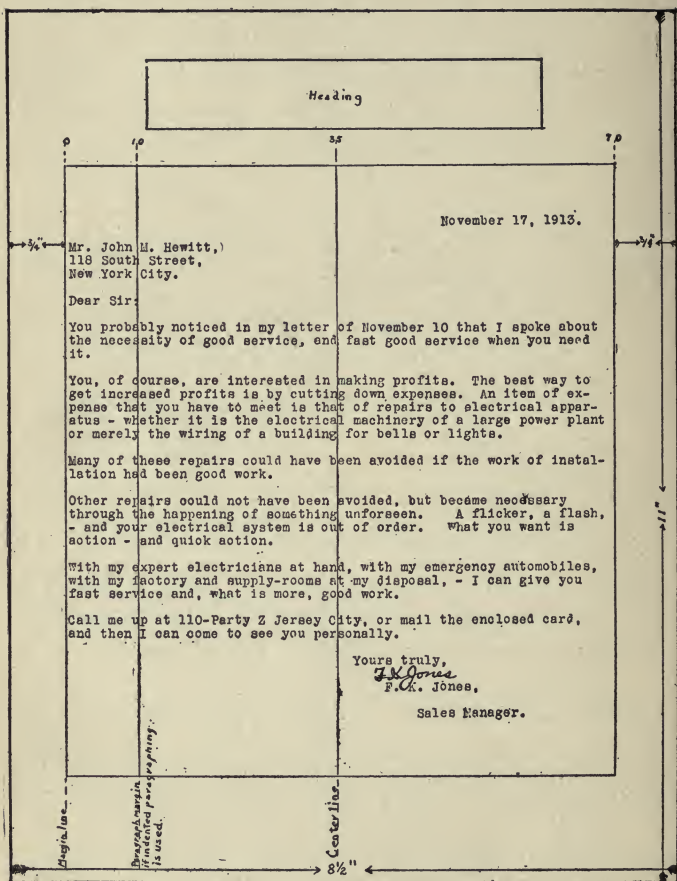 Heading
0 1,0 3,5 7,0
November 17, 1913.
3/4" 3/4"
Mr. John M. Hewitt,)
118 South Street,
New York City.
Dear Sir:
You probably noticed in my letter of November 10 that I spoke about
the necessity of good service, and fast good service when you need
it.
You, of course, are interested in making profits. The best way to
get increased profits is by cutting down expenses. An item of ex-
pense that you have to meet is that of repairs to electrical appar-
atus - whether it is the electrical machinery of a large power plant
or merely the wiring of a building for bells or lights.
Many of these repairs could have been avoided if the work of instal-
lation had been good work.
Other repairs could not have been avoided, but became necessary
through the happening of something unforseen. A flicker, a flash,
- and your electrical system is out of order. What you want is
action - and quick action.
11"
With my expert electricians at hand, with my emergency automobiles,
with my factory and supply-rooms at my disposal, - I can give you
fast service and, what is more, good work.
Call me up at 110-Party Z Jersey City, or mail the enclosed card,
and then I can come to see you personally.
Yours truly,
F.K. Jones
F. K. Jones,
Sales Manager.
Margin line
Paragraph margin
if indented paragraphing
is used.
Center line
8½"